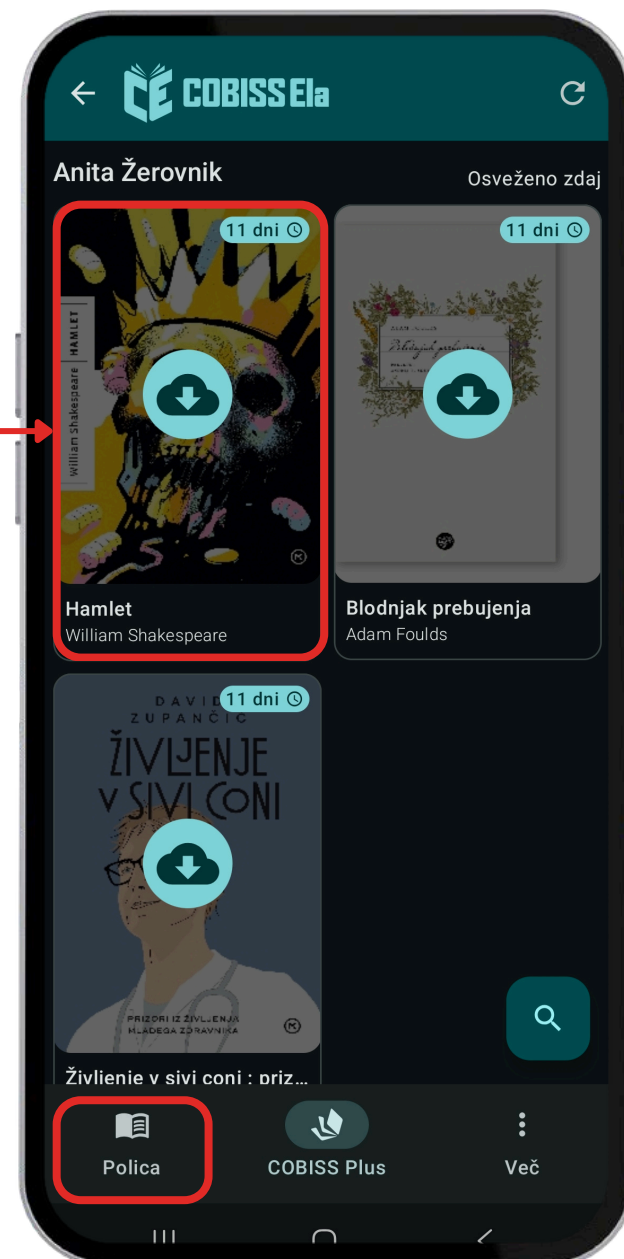 COBISS Ela
Anita Žerovnik
Osveženo zdaj
11 dni
William Shakespeare | HAMLET
Hamlet
William Shakespeare
11 dni
Blodnjak prebujenja
Adam Foulds
11 dni
DAVID
ZUPANČIČ
ŽIVLJENJE
V SIVI CONI
PRIZORI IZ ŽIVLJENJA
MLADEGA ZDRAVNIKA
Življenje v sivi coni : priz...
Polica
COBISS Plus
Več